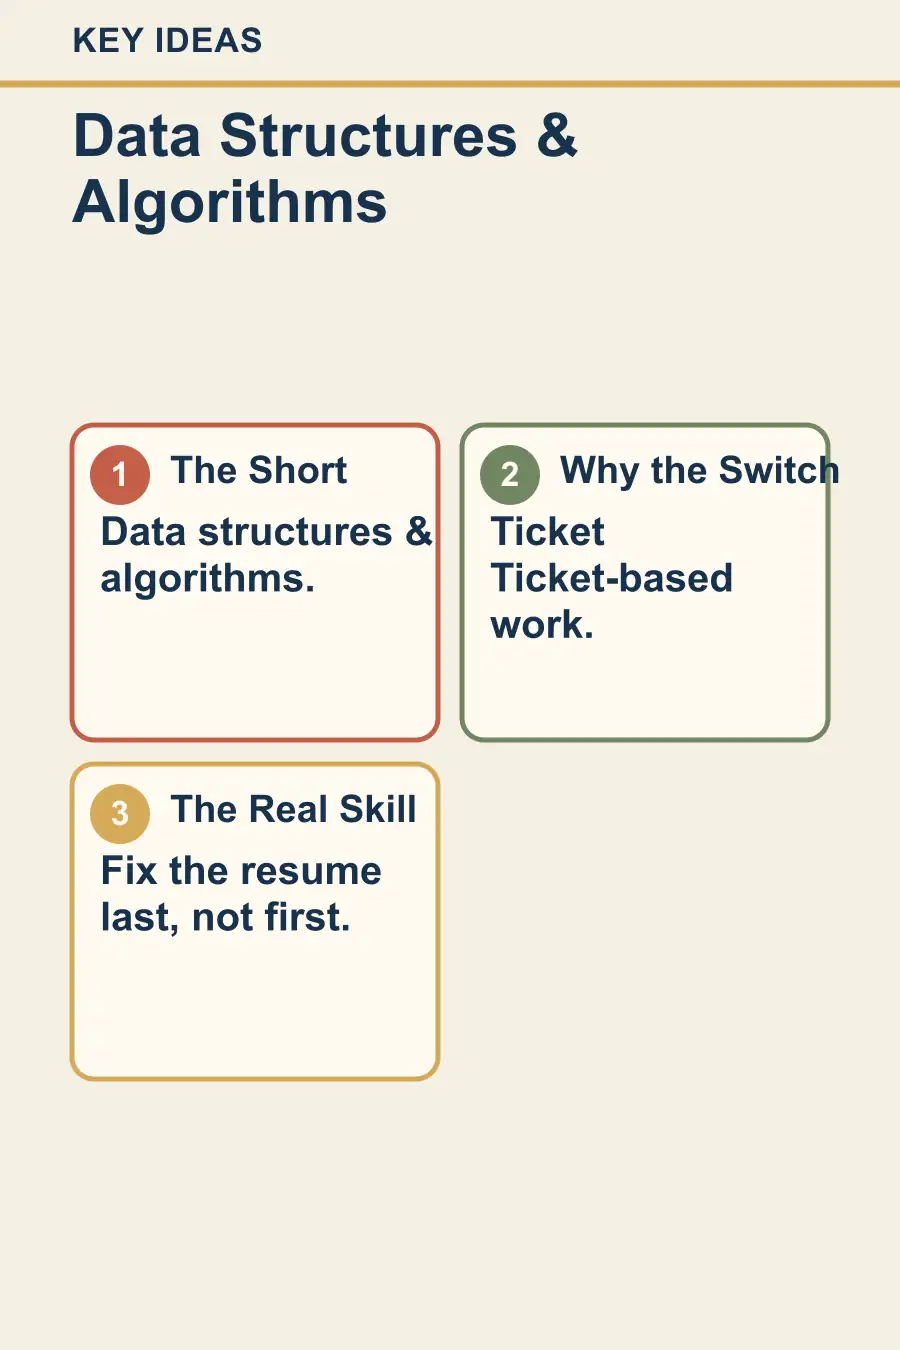 KEY IDEAS
Data Structures &
Algorithms
1 The Short
Data structures &
algorithms.
2 Why the Switch
Ticket
Ticket-based
work.
3 The Real Skill
Fix the resume
last, not first.